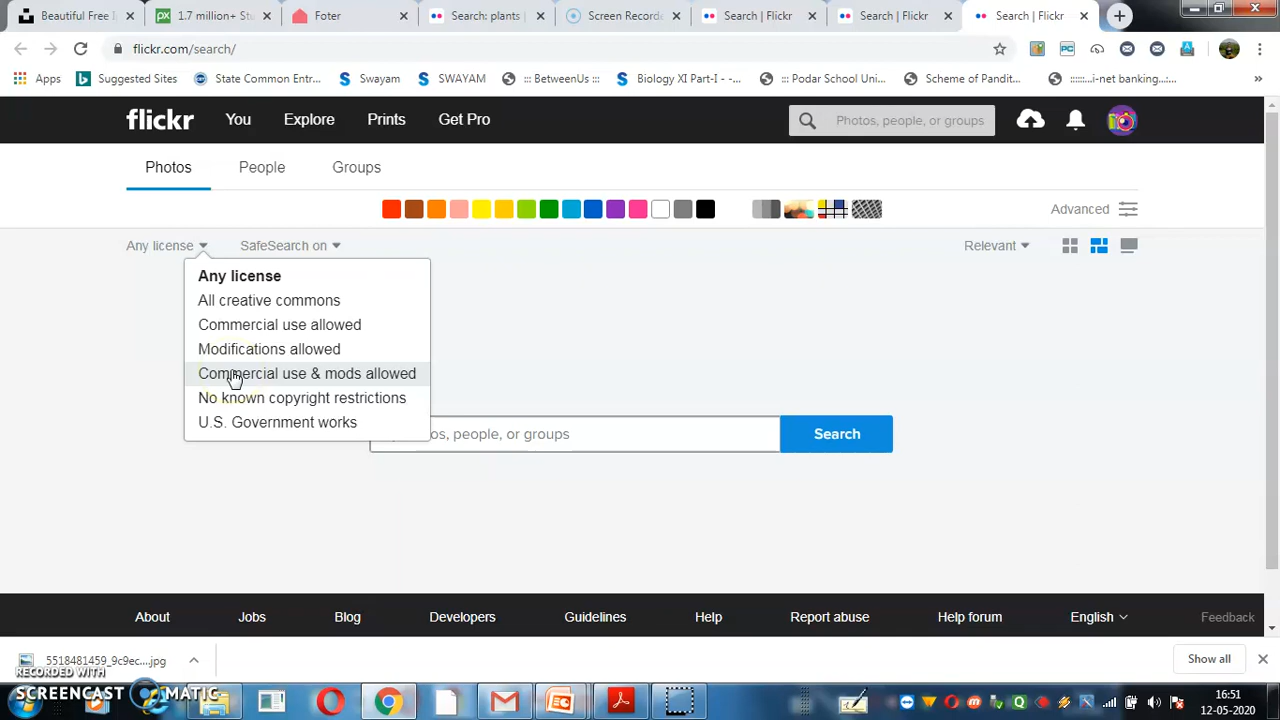 Beautiful Free I
1.7 million+ Stu
Foter
Search: plants
Screen Recorde
Search | Flickr
Search | Flickr
Search | Flickr
flickr.com/search/
Apps
Suggested Sites
State Common Entr...
Swayam
SWAYAM
::: BetweenUs :::
Biology XI Part-I - -...
::: Podar School Uni...
Scheme of Pandit...
::::::...i-net banking..:...
flickr
You
Explore
Prints
Get Pro
Photos, people, or groups
Photos
People
Groups
Advanced
Any license
SafeSearch on
Relevant
Any license
All creative commons
Commercial use allowed
Modifications allowed
Commercial use & mods allowed
No known copyright restrictions
U.S. Government works
os, people, or groups
Search
About
Jobs
Blog
Developers
Guidelines
Help
Report abuse
Help forum
English
Feedback
5518481459_9c9ec....jpg
Show all
RECORDED WITH
SCREENCAST MATIC
16:51
12-05-2020